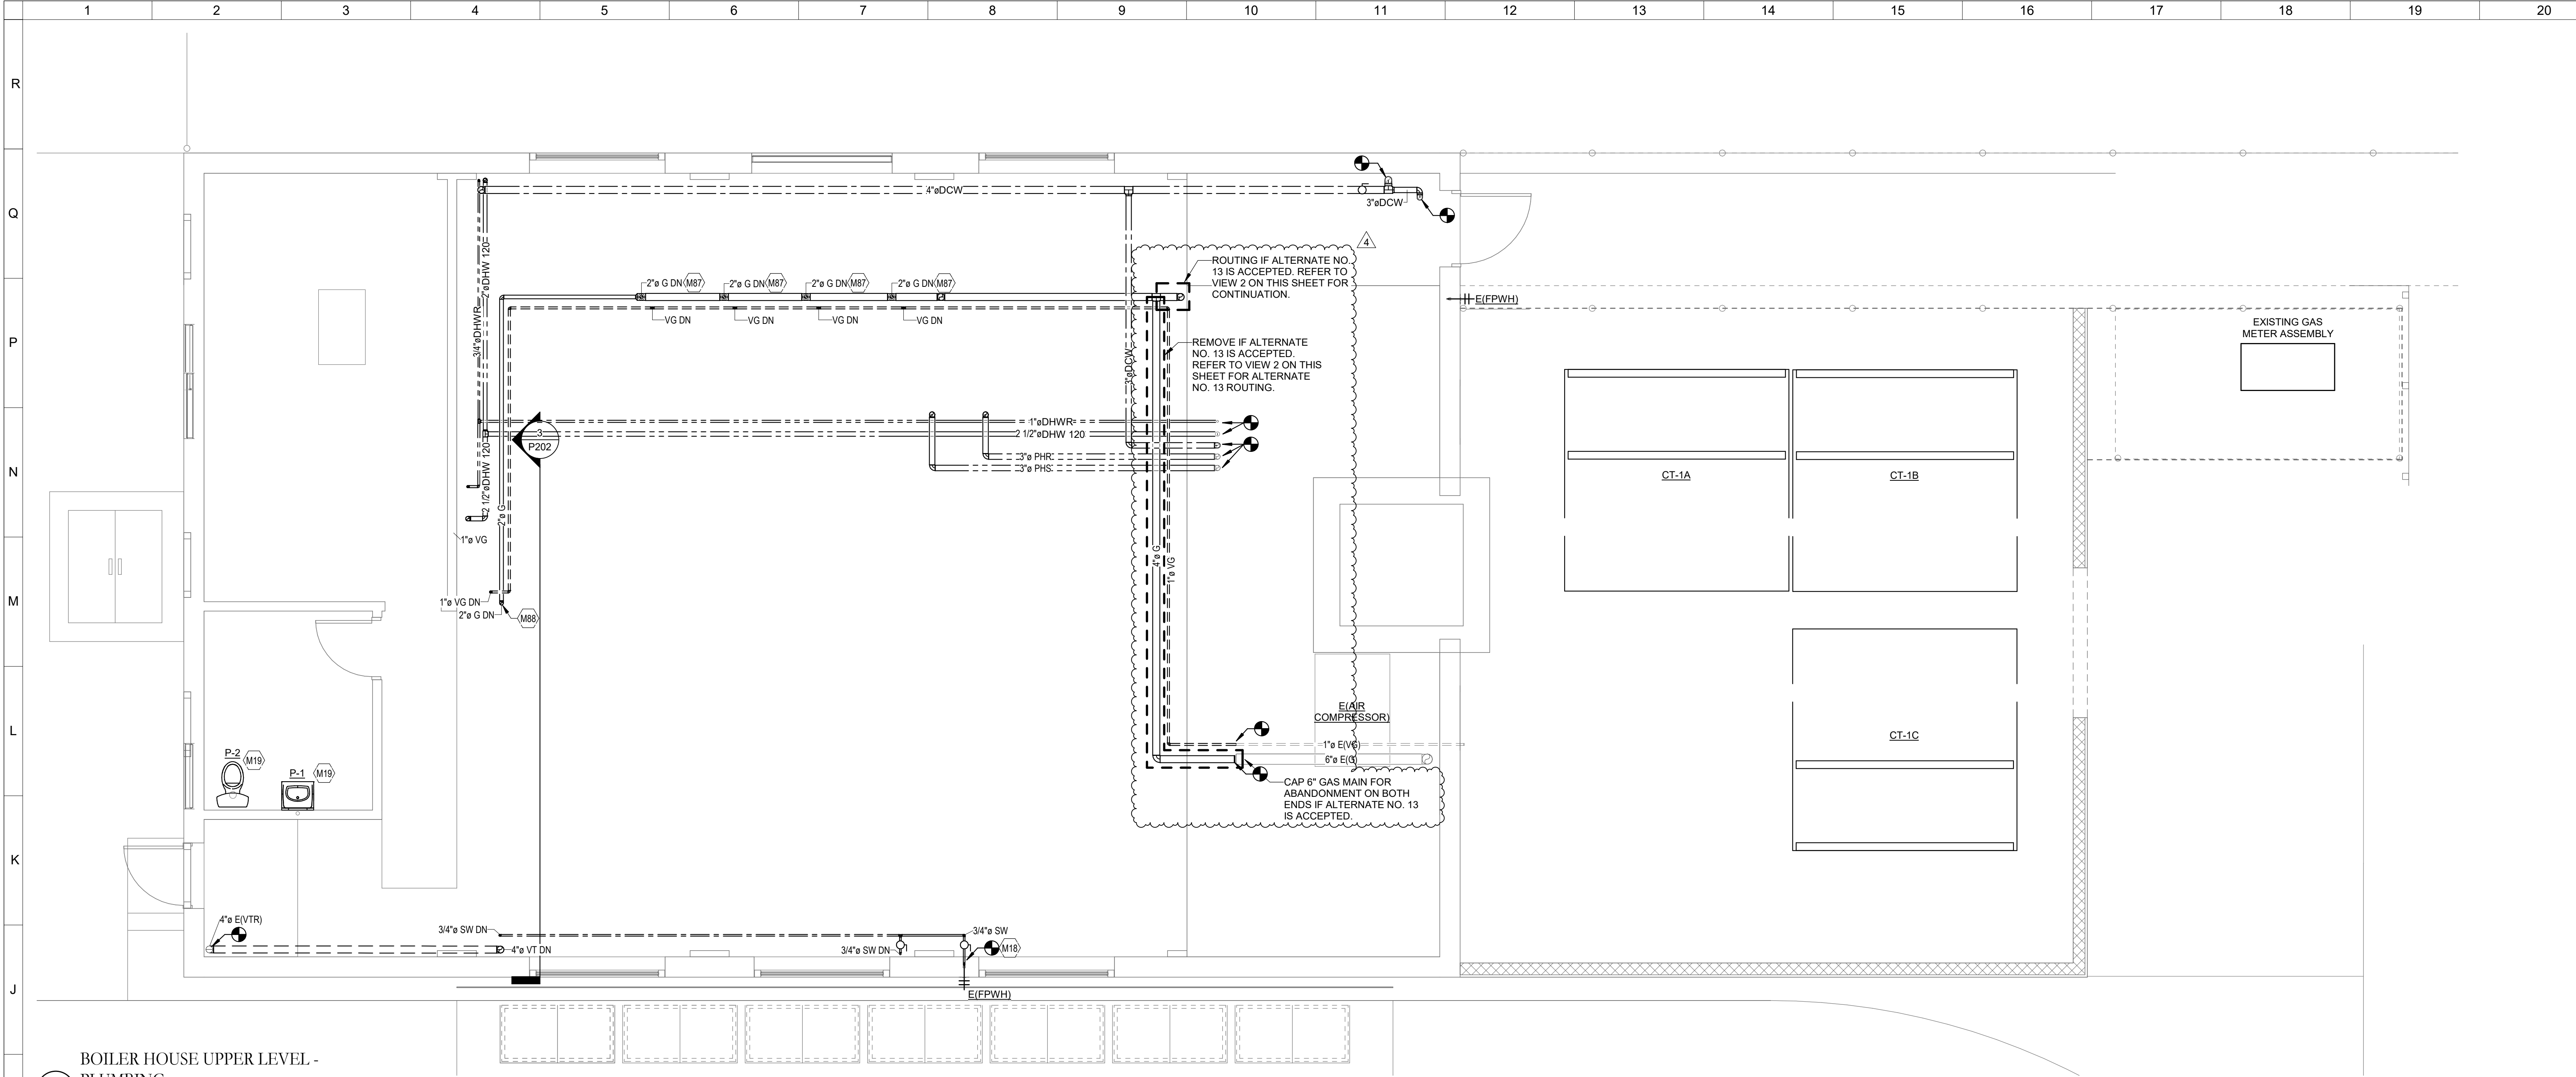 1 2 3 4 5 6 7 8 9 10 11 12 13 14 15 16 17 18 19 20
R
Q
P
N
M
L
K
J
4"øDCW
3"øDCW
4
2"øDHW 120
3/4"øDHWR
2"ø G DN
M87
2"ø G DN
M87
2"ø G DN
M87
2"ø G DN
M87
VG DN
VG DN
VG DN
VG DN
ROUTING IF ALTERNATE NO.
13 IS ACCEPTED. REFER TO
VIEW 2 ON THIS SHEET FOR
CONTINUATION.
E(FPWH)
REMOVE IF ALTERNATE
NO. 13 IS ACCEPTED.
REFER TO VIEW 2 ON THIS
SHEET FOR ALTERNATE
NO. 13 ROUTING.
3"øDCW
EXISTING GAS
METER ASSEMBLY
3
P202
1"øDHWR
2 1/2"øDHW 120
3"ø PHR
3"ø PHS
2 1/2"øDHW 120
2"ø G
1"ø VG
4"ø G
1"ø VG
CT-1A
CT-1B
1"ø VG DN
2"ø G DN
M88
E(AIR
COMPRESSOR)
1"ø E(VG)
6"ø E(G)
CT-1C
P-2
M19
P-1
M19
CAP 6" GAS MAIN FOR
ABANDONMENT ON BOTH
ENDS IF ALTERNATE NO. 13
IS ACCEPTED.
4"ø E(VTR)
3/4"ø SW DN
4"ø VT DN
3/4"ø SW DN
3/4"ø SW
M18
E(FPWH)
BOILER HOUSE UPPER LEVEL -
PLUMBING